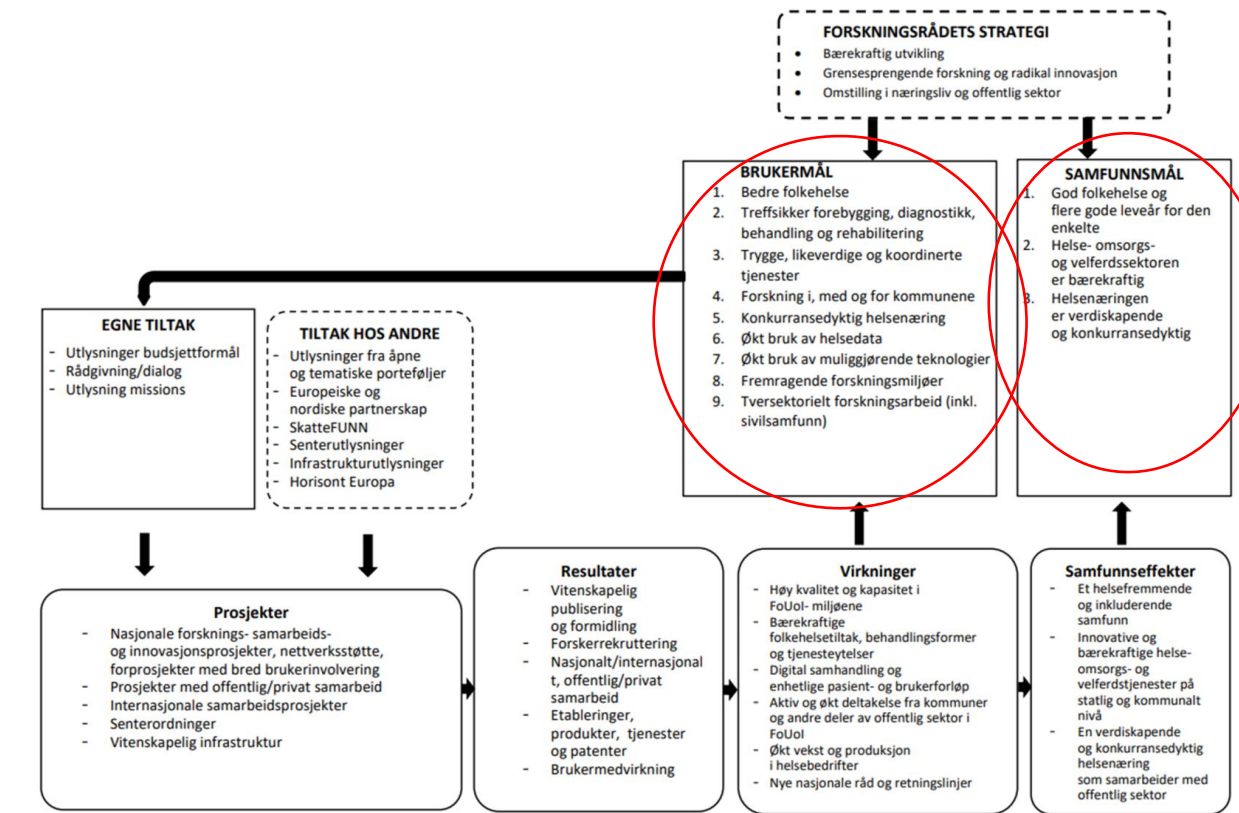 FORSKNINGSRÅDETS STRATEGI
• Bærekraftig utvikling
• Grensesprengende forskning og radikal innovasjon
• Omstilling i næringsliv og offentlig sektor
BRUKERMÅL
1. Bedre folkehelse
2. Treffsikker forebygging, diagnostikk,
behandling og rehabilitering
3. Trygge, likeverdige og koordinerte
tjenester
4. Forskning i, med og for kommunene
5. Konkurransedyktig helsenæring
6. Økt bruk av helsedata
7. Økt bruk av muliggjørende teknologier
8. Fremragende forskningsmiljøer
9. Tversektorielt forskningsarbeid (inkl.
sivilsamfunn)
SAMFUNNSMÅL
1. God folkehelse og
flere gode leveår for den
enkelte
2. Helse- omsorgs-
og velferdssektoren
er bærekraftig
3. Helsenæringen
er verdiskapende
og konkurransedyktig
EGNE TILTAK
- Utlysninger budsjettformål
- Rådgivning/dialog
- Utlysning missions
TILTAK HOS ANDRE
- Utlysninger fra åpne
og tematiske porteføljer
- Europeiske og
nordiske partnerskap
- SkatteFUNN
- Senterutlysninger
- Infrastrukturutlysninger
- Horisont Europa
Prosjekter
- Nasjonale forsknings- samarbeids-
og innovasjonsprosjekter, nettverksstøtte,
forprosjekter med bred brukerinvolvering
- Prosjekter med offentlig/privat samarbeid
- Internasjonale samarbeidsprosjekter
- Senterordninger
- Vitenskapelig infrastruktur
Resultater
- Vitenskapelig
publisering
og formidling
- Forskerrekruttering
- Nasjonalt/internasjonal
t, offentlig/privat
samarbeid
- Etableringer,
produkter, tjenester
og patenter
- Brukermedvirkning
Virkninger
- Høy kvalitet og kapasitet i
FoUoI- miljøene
- Bærekraftige
folkehelsetiltak, behandlingsformer
og tjenesteytelser
- Digital samhandling og
enhetlige pasient- og brukerforløp
- Aktiv og økt deltakelse fra kommuner
og andre deler av offentlig sektor i
FoUoI
- Økt vekst og produksjon
i helsebedrifter
- Nye nasjonale råd og retningslinjer
Samfunnseffekter
- Et helsefremmende
og inkluderende
samfunn
- Innovative og
bærekraftige helse-
omsorgs- og
velferdstjenester på
statlig og kommunalt
nivå
- En verdiskapende
og konkurransedyktig
helsenæring
som samarbeider med
offentlig sektor